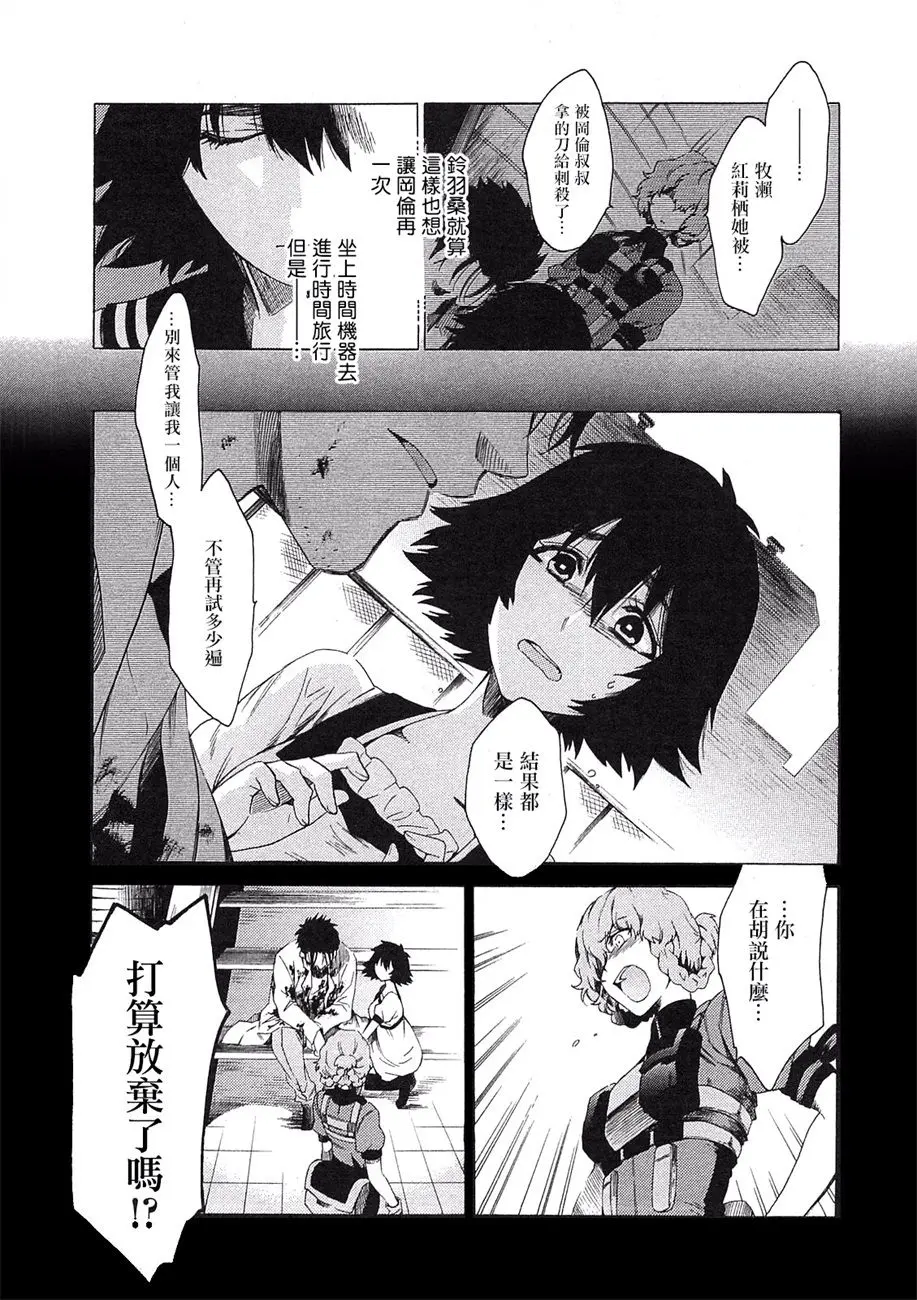 ———…
牧瀨
紅莉栖她被…
被岡倫叔叔
拿的刀給刺殺了…
鈴羽桑就算
這樣也想
讓岡倫再
一次
坐上時間機器去
進行時間旅行
但是———…
…別來管我讓我一個人…
不管再試多少遍
結果都
是一樣…
…你
在胡說什麼…
打算放棄了嗎!?